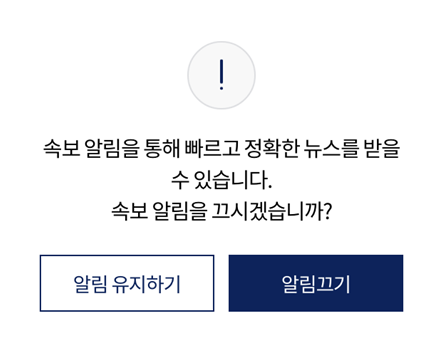 !
속보 알림을 통해 빠르고 정확한 뉴스를 받을
수 있습니다.
속보 알림을 끄시겠습니까?
알림 유지하기
알림끄기